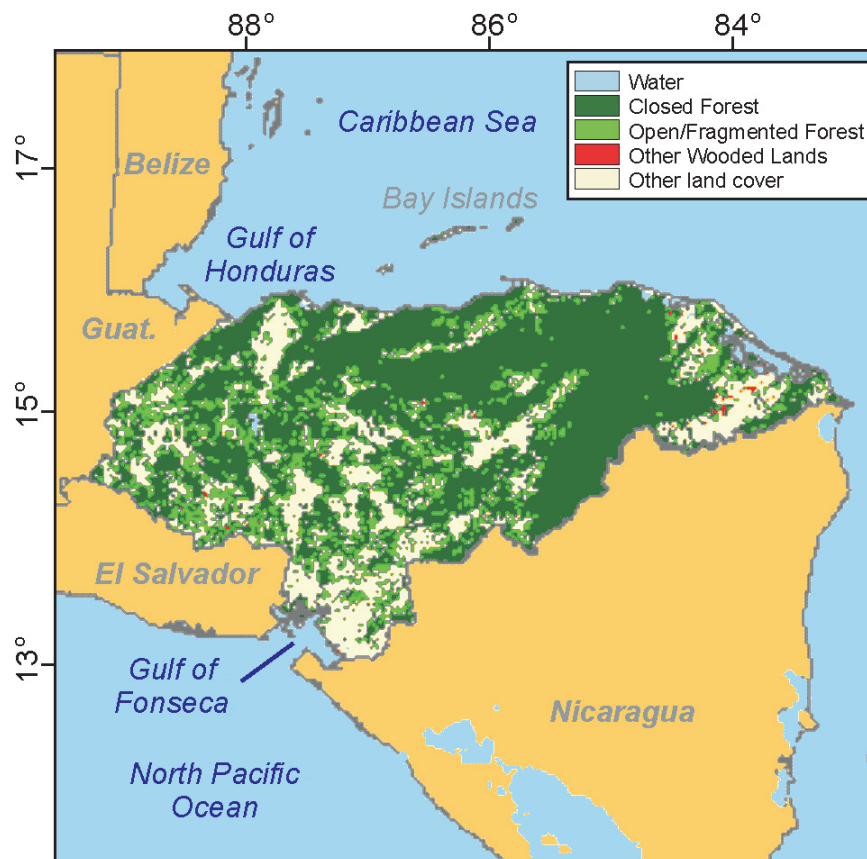 88°
86°
84°
Water
Closed Forest
Open/Fragmented Forest
Other Wooded Lands
Other land cover
Caribbean Sea
17°
Belize
Bay Islands
Gulf of
Honduras
Guat.
15°
El Salvador
13°
Gulf of
Fonseca
Nicaragua
North Pacific
Ocean